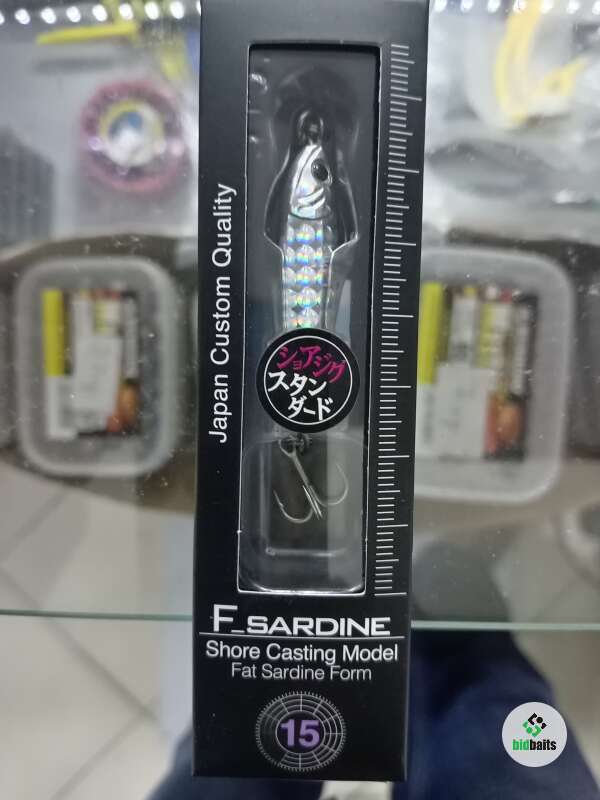 Japan Custom Quality
ショアジグ
スタン
ダード
F_SARDINE
Shore Casting Model
Fat Sardine Form
15
bidbaits